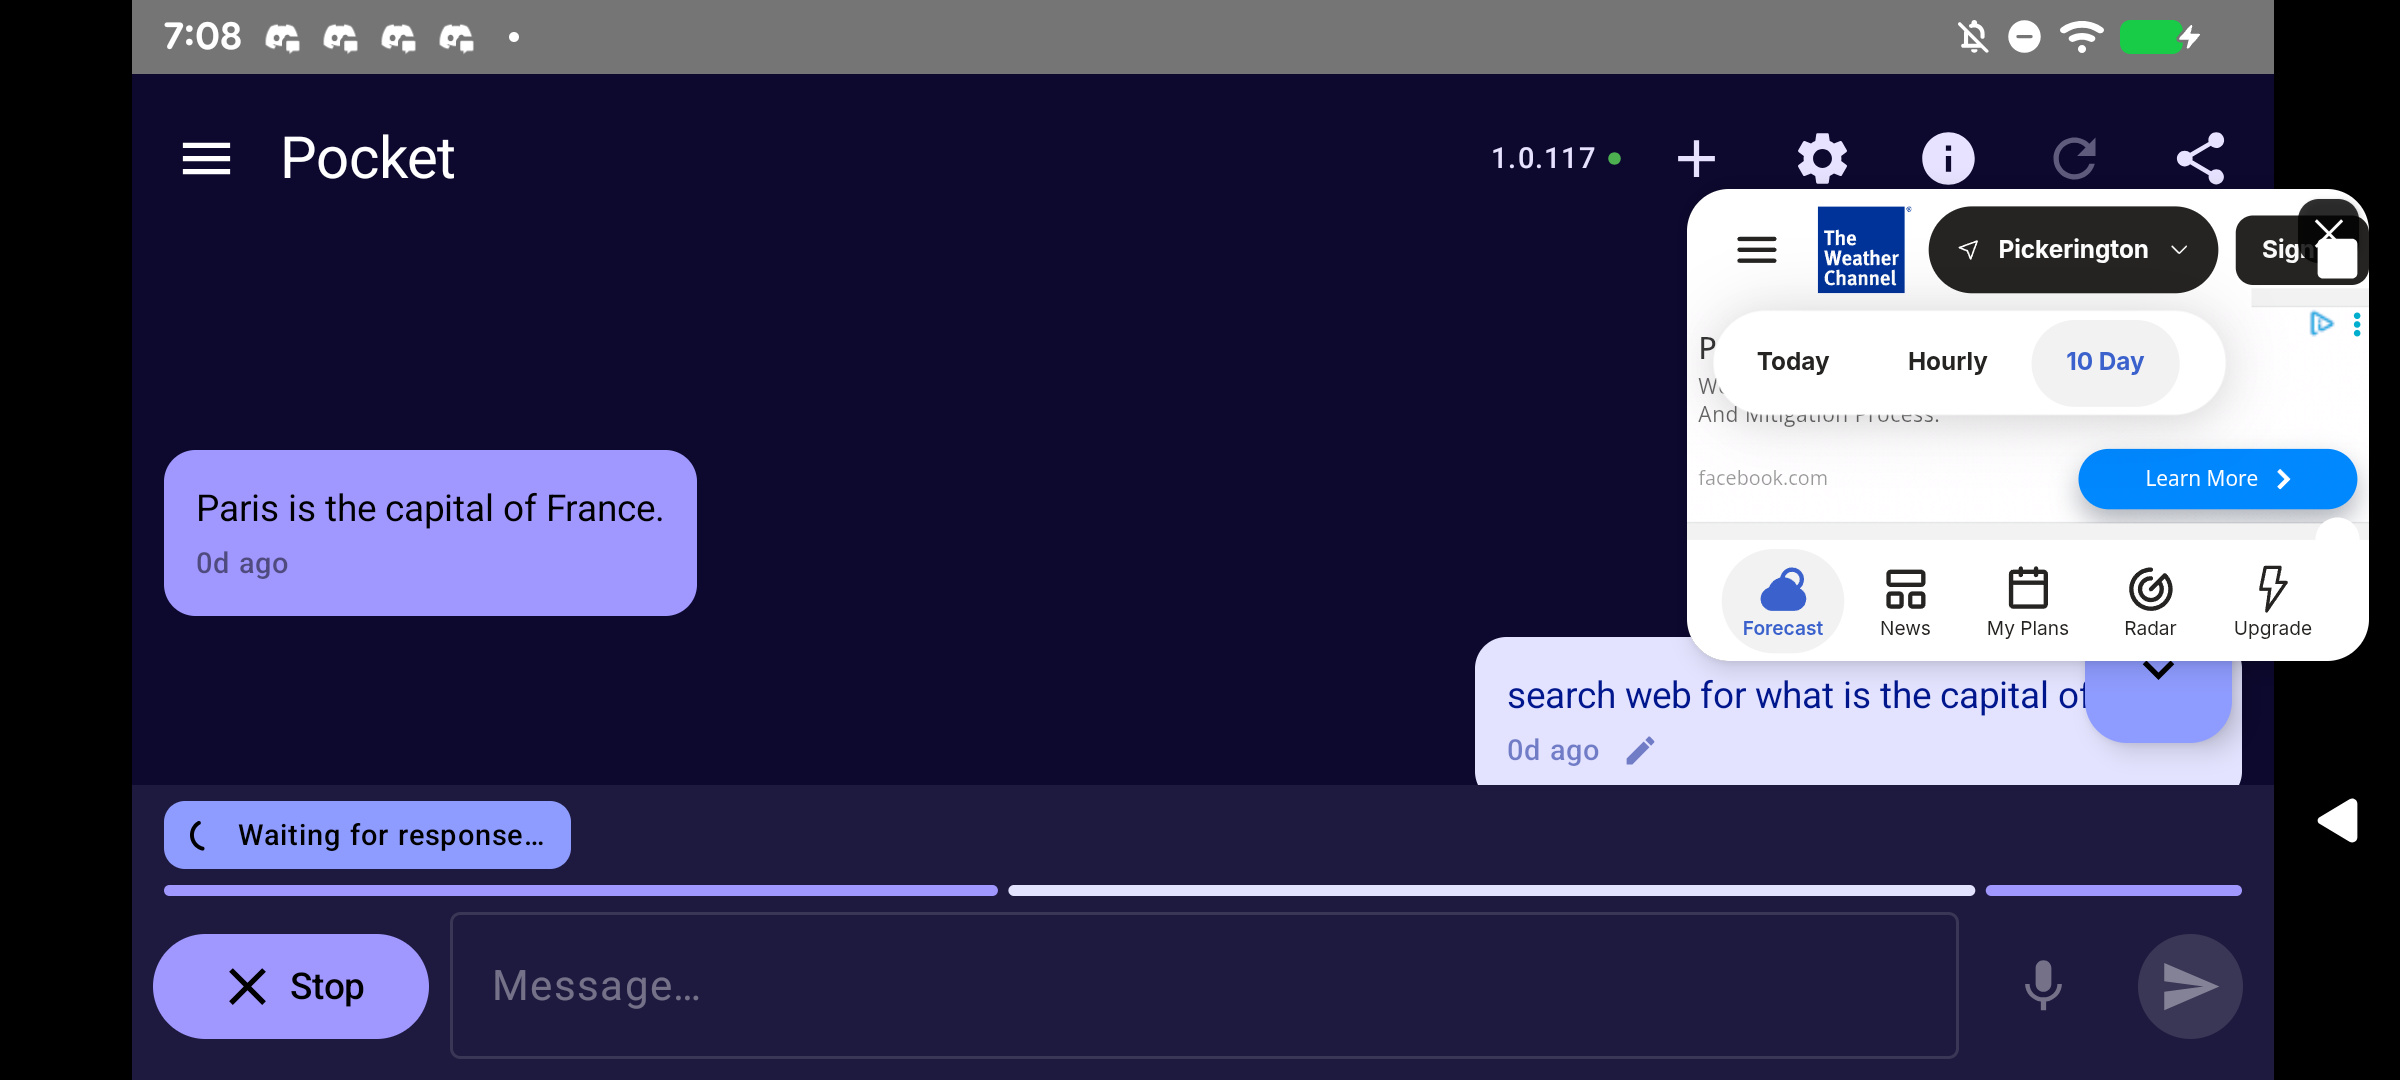 7:08
Pocket
1.0.117
The
Weather
Channel
Pickerington
Today
Hourly
10 Day
And Mitigation Process.
facebook.com
Learn More
Forecast
News
My Plans
Radar
Upgrade
Paris is the capital of France.
0d ago
search web for what is the capital of
0d ago
Waiting for response...
Stop
Message...